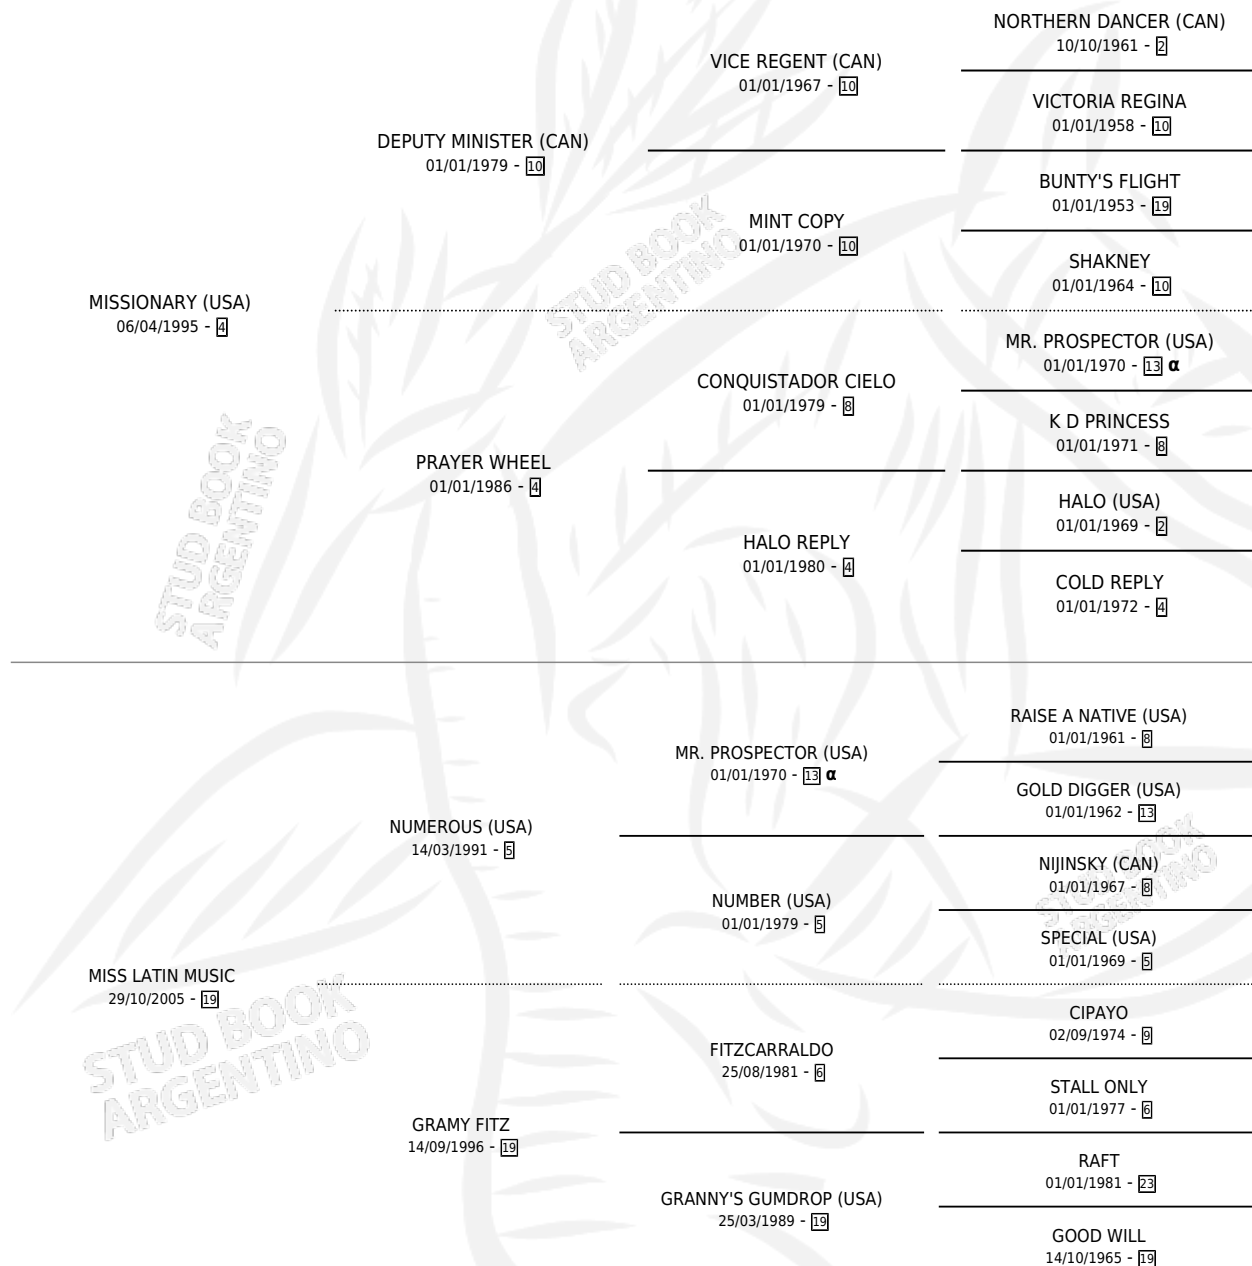 NORTHERN DANCER (CAN)
10/10/1961 - 2
VICE REGENT (CAN)
01/01/1967 - 10
VICTORIA REGINA
01/01/1958 - 10
DEPUTY MINISTER (CAN)
01/01/1979 - 10
BUNTY'S FLIGHT
01/01/1953 - 19
MINT COPY
01/01/1970 - 10
SHAKNEY
01/01/1964 - 10
MISSIONARY (USA)
06/04/1995 - 4
STUD BOOK
ARGENTINO
MR. PROSPECTOR (USA)
01/01/1970 - 13 α
CONQUISTADOR CIELO
01/01/1979 - 8
K D PRINCESS
01/01/1971 - 8
PRAYER WHEEL
01/01/1986 - 4
HALO (USA)
01/01/1969 - 2
HALO REPLY
01/01/1980 - 4
COLD REPLY
01/01/1972 - 4
STUD BOOK
ARGENTINO
RAISE A NATIVE (USA)
01/01/1961 - 8
MR. PROSPECTOR (USA)
01/01/1970 - 13 α
GOLD DIGGER (USA)
01/01/1962 - 13
NUMEROUS (USA)
14/03/1991 - 5
NIJINSKY (CAN)
01/01/1967 - 8
NUMBER (USA)
01/01/1979 - 5
SPECIAL (USA)
01/01/1969 - 5
STUD BOOK
ARGENTINO
MISS LATIN MUSIC
29/10/2005 - 19
CIPAYO
02/09/1974 - 9
FITZCARRALDO
25/08/1981 - 6
STALL ONLY
01/01/1977 - 6
STUD BOOK
ARGENTINO
GRAMY FITZ
14/09/1996 - 19
RAFT
01/01/1981 - 23
GRANNY'S GUMDROP (USA)
25/03/1989 - 19
GOOD WILL
14/10/1965 - 19